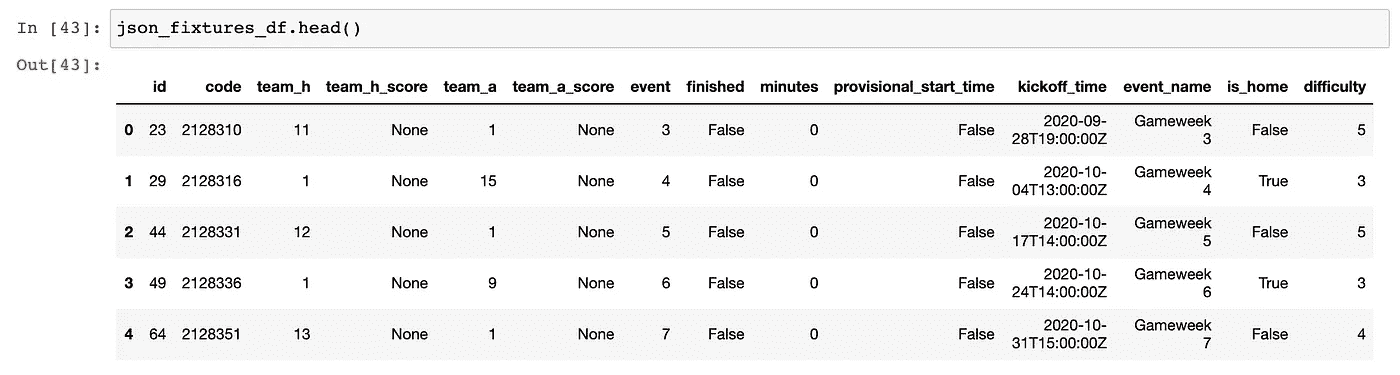 In [43]: json_fixtures_df.head()
Out[43]:
id code team_h team_h_score team_a team_a_score event finished minutes provisional_start_time kickoff_time event_name is_home difficulty
0 23 2128310 11 None 1 None 3 False 0 False 2020-09-28T19:00:00Z Gameweek 3 False 5
1 29 2128316 1 None 15 None 4 False 0 False 2020-10-04T13:00:00Z Gameweek 4 True 3
2 44 2128331 12 None 1 None 5 False 0 False 2020-10-17T14:00:00Z Gameweek 5 False 5
3 49 2128336 1 None 9 None 6 False 0 False 2020-10-24T14:00:00Z Gameweek 6 True 3
4 64 2128351 13 None 1 None 7 False 0 False 2020-10-31T15:00:00Z Gameweek 7 False 4